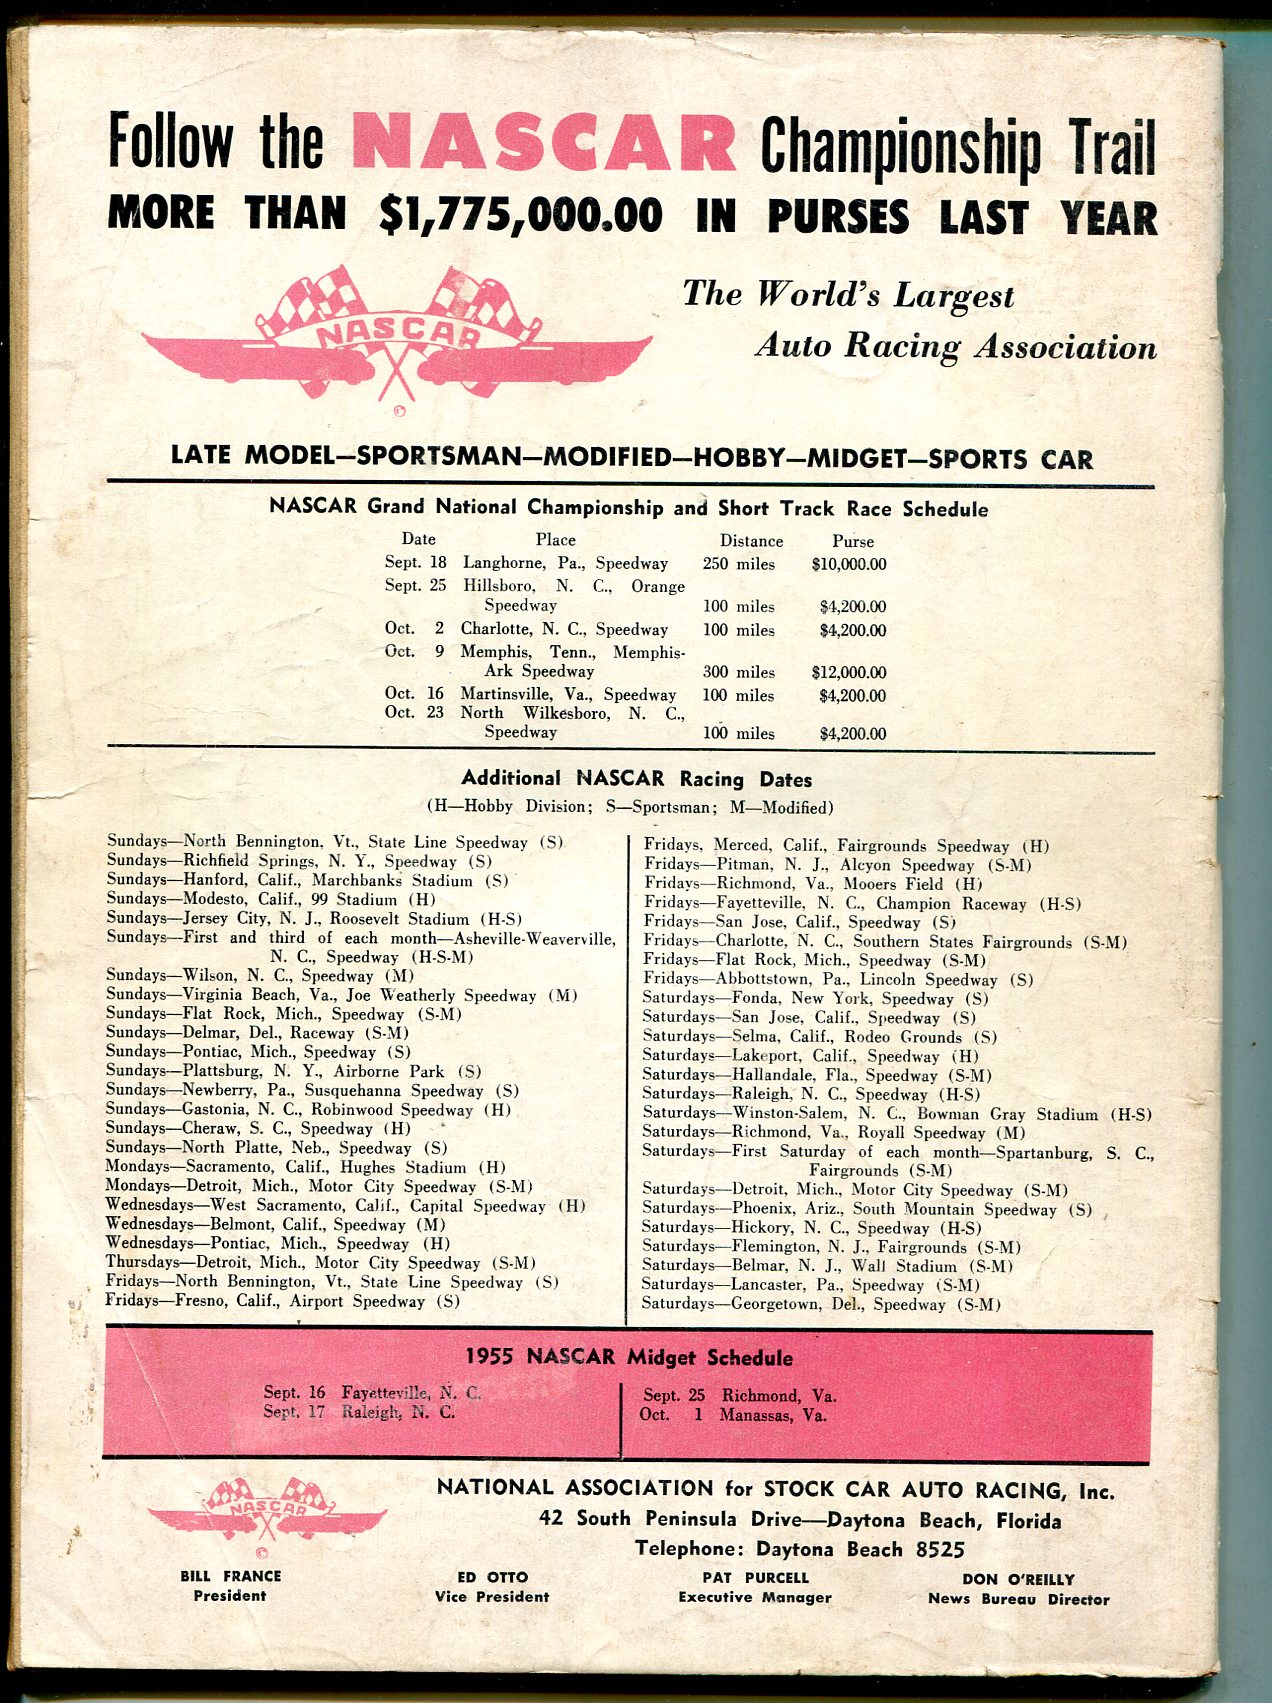 Follow the NASCAR Championship Trail
MORE THAN $1,775,000.00 IN PURSES LAST YEAR
The World's Largest
Auto Racing Association
NASCAR
©
LATE MODEL—SPORTSMAN—MODIFIED—HOBBY—MIDGET—SPORTS CAR
NASCAR Grand National Championship and Short Track Race Schedule
Date Place Distance Purse
Sept. 18 Langhorne, Pa., Speedway 250 miles $10,000.00
Sept. 25 Hillsboro, N. C., Orange
Speedway 100 miles $4,200.00
Oct. 2 Charlotte, N. C., Speedway 100 miles $4,200.00
Oct. 9 Memphis, Tenn., Memphis-
Ark Speedway 300 miles $12,000.00
Oct. 16 Martinsville, Va., Speedway 100 miles $4,200.00
Oct. 23 North Wilkesboro, N. C.,
Speedway 100 miles $4,200.00
Additional NASCAR Racing Dates
(H—Hobby Division; S—Sportsman; M—Modified)
Sundays—North Bennington, Vt., State Line Speedway (S)
Sundays—Richfield Springs, N. Y., Speedway (S)
Sundays—Hanford, Calif., Marchbanks Stadium (S)
Sundays—Modesto, Calif., 99 Stadium (H)
Sundays—Jersey City, N. J., Roosevelt Stadium (H-S)
Sundays—First and third of each month—Asheville-Weaverville,
N. C., Speedway (H-S-M)
Sundays—Wilson, N. C., Speedway (M)
Sundays—Virginia Beach, Va., Joe Weatherly Speedway (M)
Sundays—Flat Rock, Mich., Speedway (S-M)
Sundays—Delmar, Del., Raceway (S-M)
Sundays—Pontiac, Mich., Speedway (S)
Sundays—Plattsburg, N. Y., Airborne Park (S)
Sundays—Newberry, Pa., Susquehanna Speedway (S)
Sundays—Gastonia, N. C., Robinwood Speedway (H)
Sundays—Cheraw, S. C., Speedway (H)
Sundays—North Platte, Neb., Speedway (S)
Mondays—Sacramento, Calif., Hughes Stadium (H)
Mondays—Detroit, Mich., Motor City Speedway (S-M)
Wednesdays—West Sacramento, Calif., Capital Speedway (H)
Wednesdays—Belmont, Calif., Speedway (M)
Wednesdays—Pontiac, Mich., Speedway (H)
Thursdays—Detroit, Mich., Motor City Speedway (S-M)
Fridays—North Bennington, Vt., State Line Speedway (S)
Fridays—Fresno, Calif., Airport Speedway (S)
Fridays, Merced, Calif., Fairgrounds Speedway (H)
Fridays—Pitman, N. J., Alcyon Speedway (S-M)
Fridays—Richmond, Va., Mooers Field (H)
Fridays—Fayetteville, N. C., Champion Raceway (H-S)
Fridays—San Jose, Calif., Speedway (S)
Fridays—Charlotte, N. C., Southern States Fairgrounds (S-M)
Fridays—Flat Rock, Mich., Speedway (S-M)
Fridays—Abbottstown, Pa., Lincoln Speedway (S)
Saturdays—Fonda, New York, Speedway (S)
Saturdays—San Jose, Calif., Speedway (S)
Saturdays—Selma, Calif., Rodeo Grounds (S)
Saturdays—Lakeport, Calif., Speedway (H)
Saturdays—Hallandale, Fla., Speedway (S-M)
Saturdays—Raleigh, N. C., Speedway (H-S)
Saturdays—Winston-Salem, N. C., Bowman Gray Stadium (H-S)
Saturdays—Richmond, Va., Royall Speedway (M)
Saturdays—First Saturday of each month—Spartanburg, S. C.,
Fairgrounds (S-M)
Saturdays—Detroit, Mich., Motor City Speedway (S-M)
Saturdays—Phoenix, Ariz., South Mountain Speedway (S)
Saturdays—Hickory, N. C., Speedway (H-S)
Saturdays—Flemington, N. J., Fairgrounds (S-M)
Saturdays—Belmar, N. J., Wall Stadium (S-M)
Saturdays—Lancaster, Pa., Speedway (S-M)
Saturdays—Georgetown, Del., Speedway (S-M)
1955 NASCAR Midget Schedule
Sept. 16 Fayetteville, N. C.
Sept. 17 Raleigh, N. C.
Sept. 25 Richmond, Va.
Oct. 1 Manassas, Va.
NASCAR
©
NATIONAL ASSOCIATION for STOCK CAR AUTO RACING, Inc.
42 South Peninsula Drive—Daytona Beach, Florida
Telephone: Daytona Beach 8525
BILL FRANCE
President
ED OTTO
Vice President
PAT PURCELL
Executive Manager
DON O'REILLY
News Bureau Director